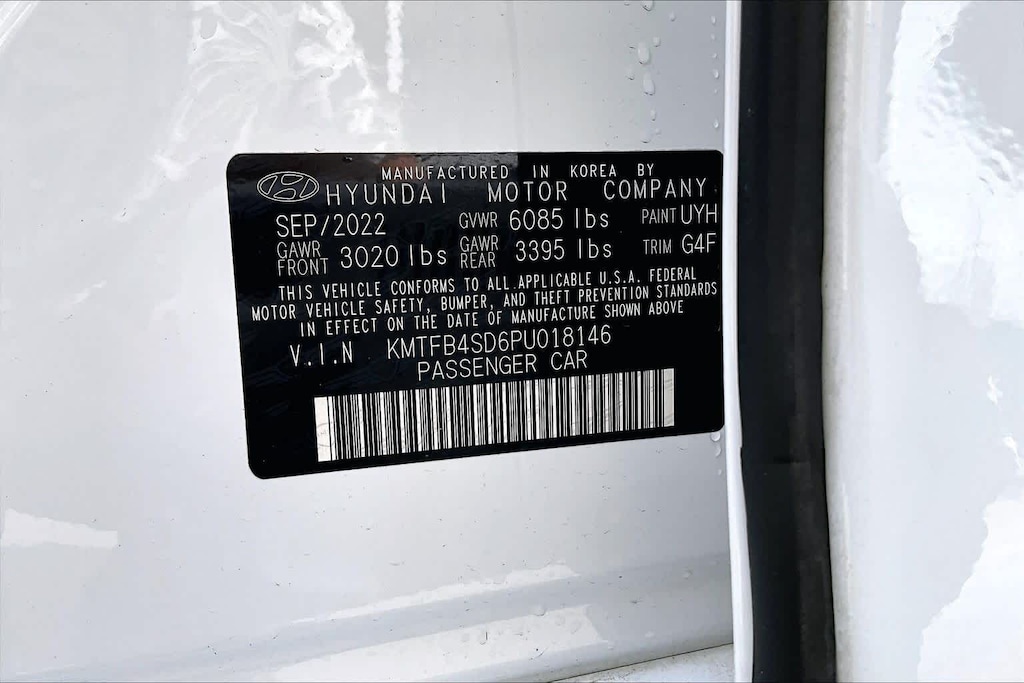 MANUFACTURED IN KOREA BY
HYUNDAI MOTOR COMPANY
SEP/2022 GVWR 6085 lbs PAINT UYH
GAWR FRONT 3020 lbs GAWR REAR 3395 lbs TRIM G4F
THIS VEHICLE CONFORMS TO ALL APPLICABLE U.S.A. FEDERAL
MOTOR VEHICLE SAFETY, BUMPER, AND THEFT PREVENTION STANDARDS
IN EFFECT ON THE DATE OF MANUFACTURE SHOWN ABOVE
V.I.N KMTFB4SD6PU018146
PASSENGER CAR